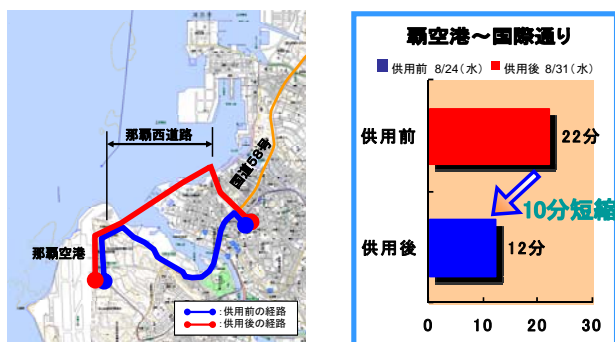 那覇西道路
国道58号
那覇空港
:供用前の経路
:供用後の経路
覇空港～国際通り
供用前 8/24(水) 供用後 8/31(水)
供用前
22分
10分短縮
供用後
12分
0 10 20 30